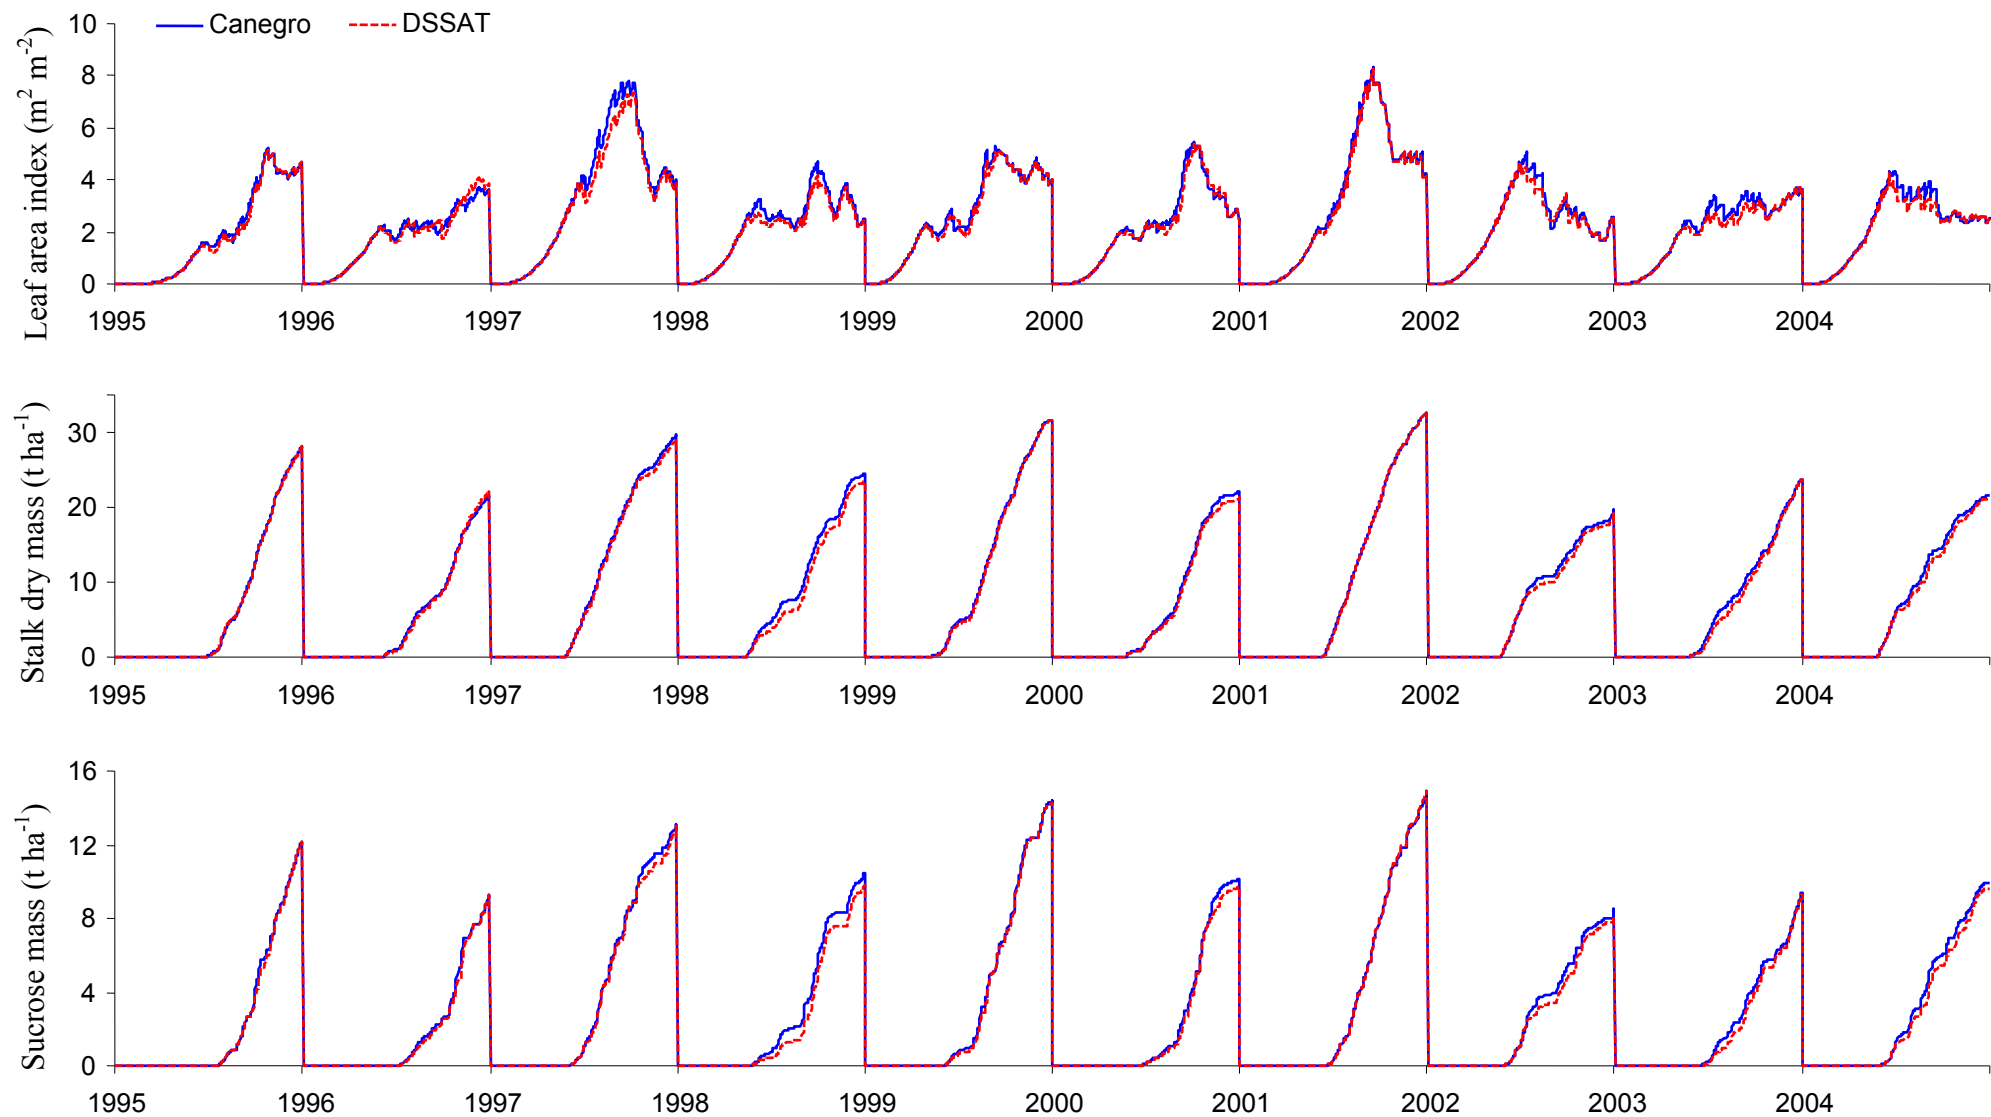 Canegro DSSAT
Leaf area index (m² m⁻²)
10
8
6
4
2
0
1995 1996 1997 1998 1999 2000 2001 2002 2003 2004
Stalk dry mass (t ha⁻¹)
30
20
10
0
1995 1996 1997 1998 1999 2000 2001 2002 2003 2004
Sucrose mass (t ha⁻¹)
16
12
8
4
0
1995 1996 1997 1998 1999 2000 2001 2002 2003 2004